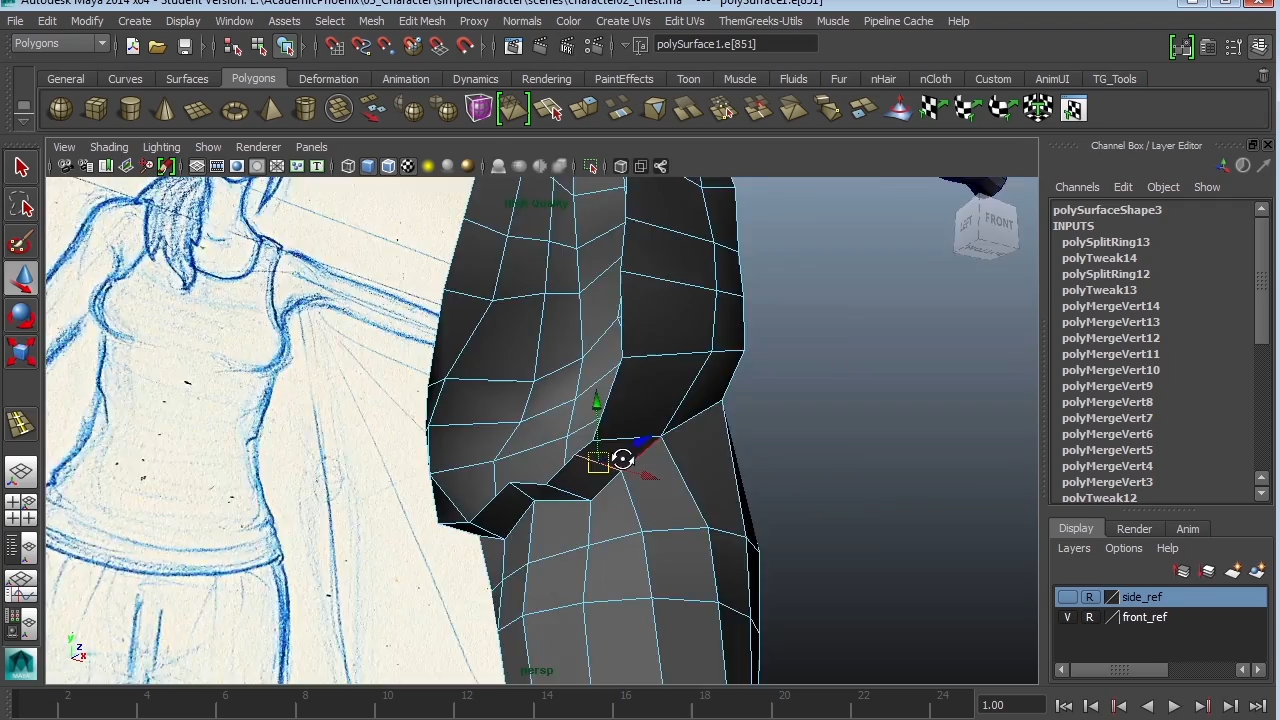 Autodesk Maya 2014 x64 - Student Version: E:\AcademicPhoenix\05_Character\simpleCharacter\scenes\character02_chest.ma --- polySurface1.e[851]
File Edit Modify Create Display Window Assets Select Mesh Edit Mesh Proxy Normals Color Create UVs Edit UVs ThemGreeks-Utils Muscle Pipeline Cache Help
Polygons polySurface1.e[851]
General Curves Surfaces Polygons Deformation Animation Dynamics Rendering PaintEffects Toon Muscle Fluids Fur nHair nCloth Custom AnimUI TG_Tools
View Shading Lighting Renderer Panels
Channel Box / Layer Editor
Channels Edit Object Show
High Quality
LEFT FRONT
polySurfaceShape3
INPUTS
polySplitRing13
polyTweak14
polySplitRing12
polyTweak13
polyMergeVert14
polyMergeVert13
polyMergeVert12
polyMergeVert11
polyMergeVert10
polyMergeVert9
polyMergeVert8
polyMergeVert7
polyMergeVert6
polyMergeVert5
polyMergeVert4
polyMergeVert3
polyTweak12
Display Render Anim
Layers Options Help
R side_ref
V R front_ref
y
z
x
persp
2 4 6 8 10 12 14 16 18 20 22 24
1.00